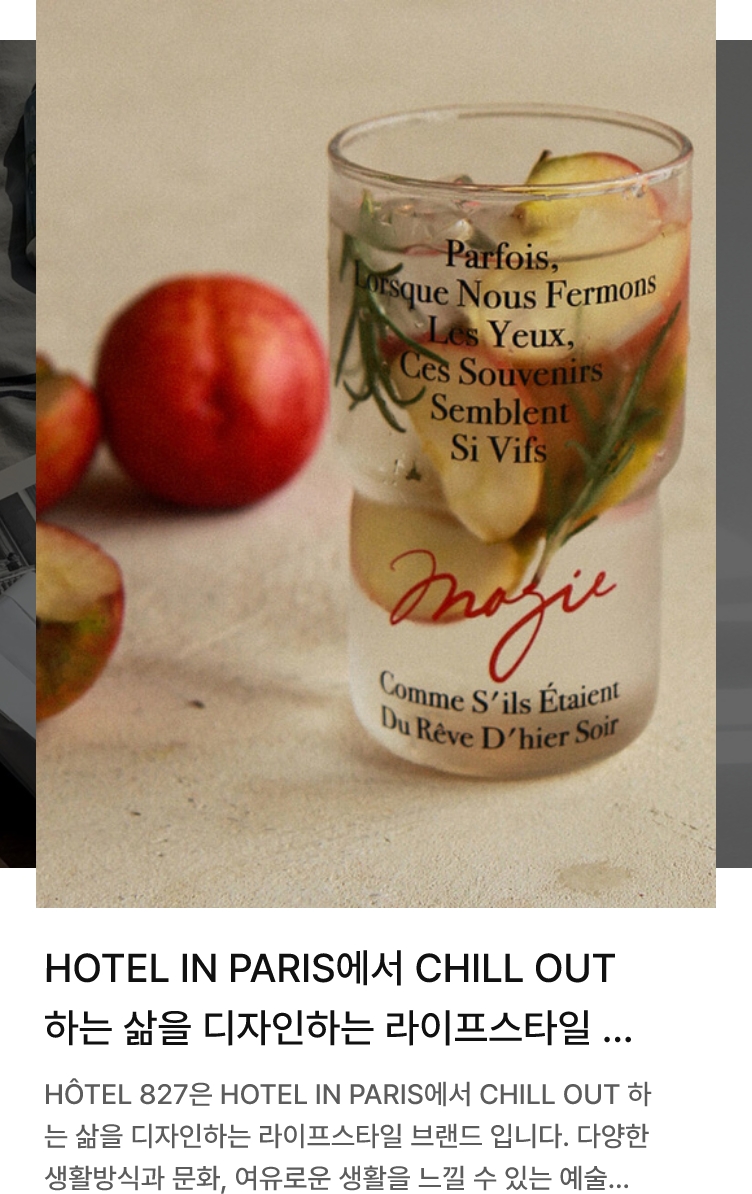 Parfois,
Lorsque Nous Fermons
Les Yeux,
Ces Souvenirs
Semblent
Si Vifs
Mazie
Comme S'ils Étaient
Du Rêve D'hier Soir
HOTEL IN PARIS에서 CHILL OUT
하는 삶을 디자인하는 라이프스타일 ...
HÔTEL 827은 HOTEL IN PARIS에서 CHILL OUT 하
는 삶을 디자인하는 라이프스타일 브랜드 입니다. 다양한
생활방식과 문화, 여유로운 생활을 느낄 수 있는 예술...